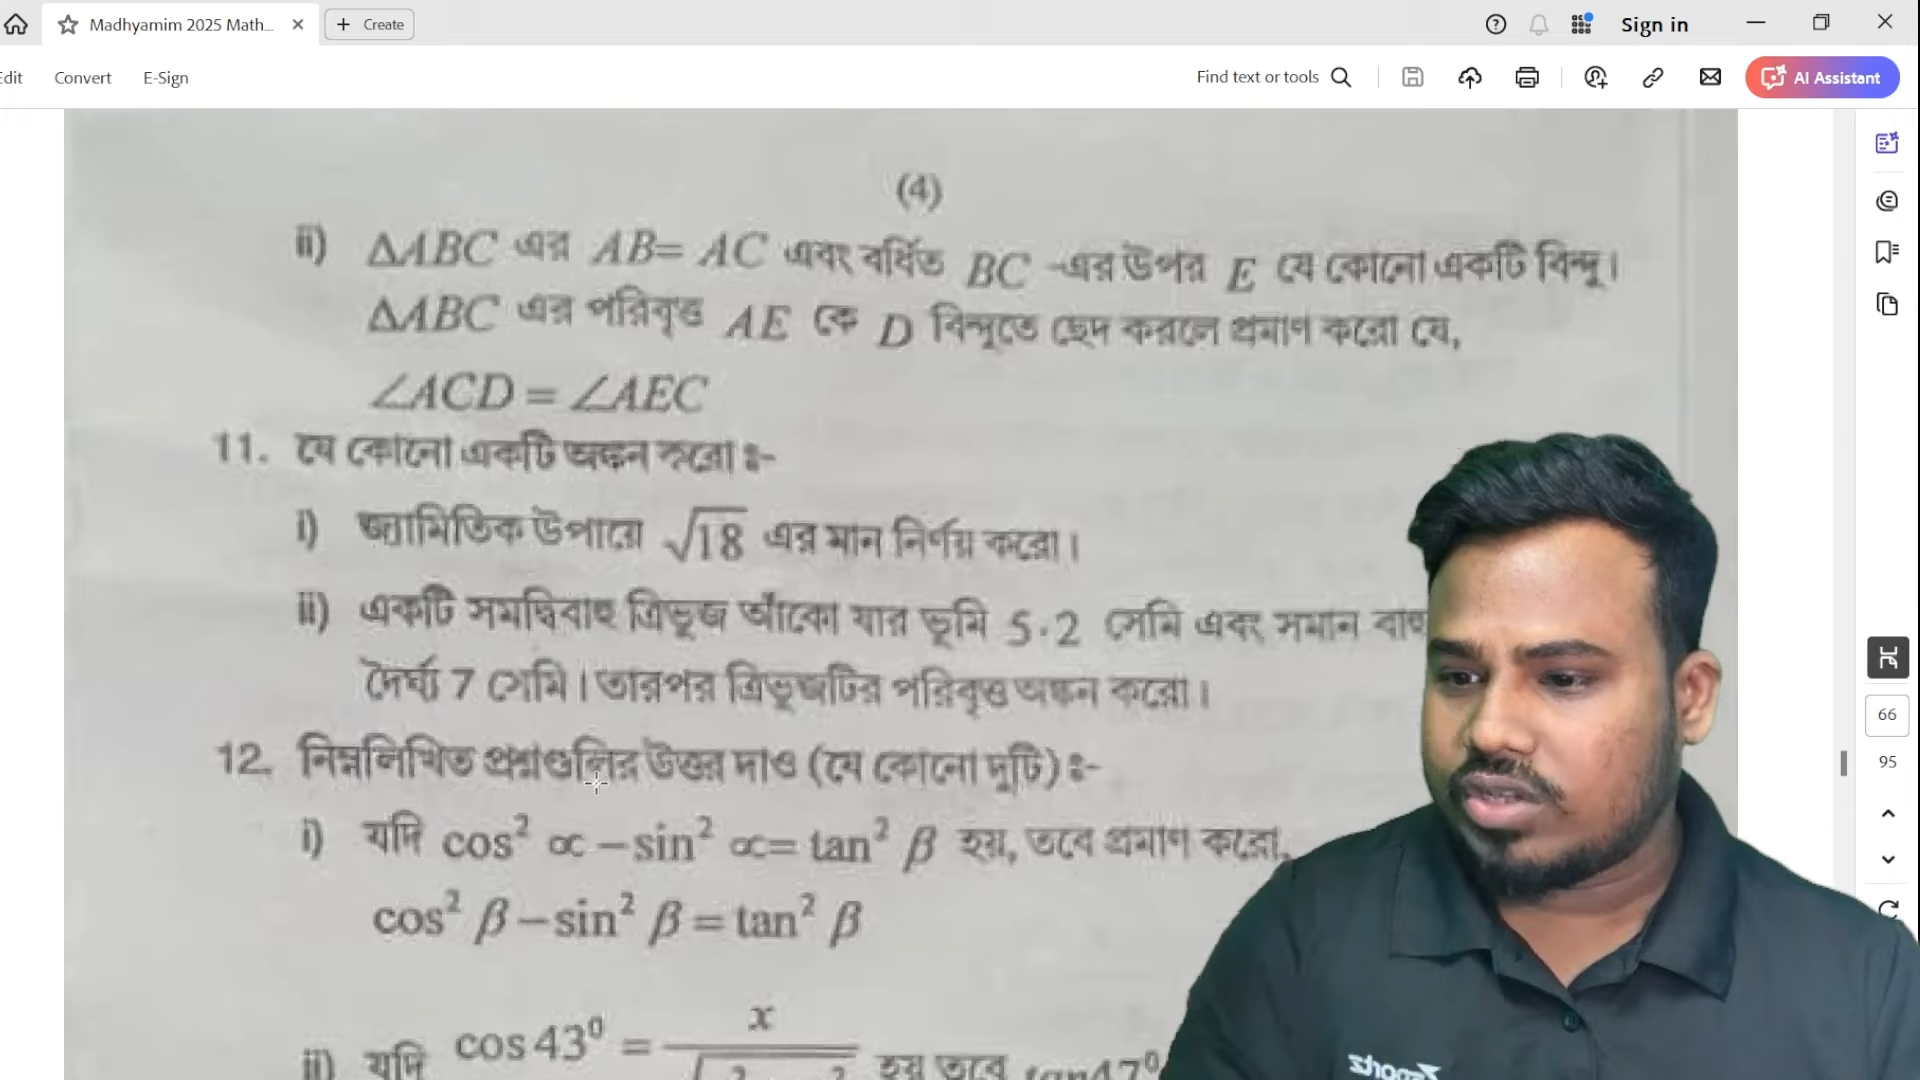 Madhyamim 2025 Math...
Create
Sign in
Edit
Convert
E-Sign
Find text or tools
AI Assistant
(4)
ii) ΔABC এর AB= AC এবং বর্ধিত BC -এর উপর E যে কোনো একটি বিন্দু।
ΔABC এর পরিবৃত্ত AE কে D বিন্দুতে ছেদ করলে প্রমাণ করো যে,
∠ACD = ∠AEC
11. যে কোনো একটি অঙ্কন করো ঃ-
i) জ্যামিতিক উপায়ে √18 এর মান নির্ণয় করো।
ii) একটি সমদ্বিবাহু ত্রিভূজ আঁকো যার ভূমি 5·2 সেমি এবং সমান বাহু
দৈর্ঘ্য 7 সেমি। তারপর ত্রিভূজটির পরিবৃত্ত অঙ্কন করো।
12. নিম্নলিখিত প্রশ্নগুলির উত্তর দাও (যে কোনো দুটি) ঃ-
i) যদি cos² ∝ −sin² ∝= tan² β হয়, তবে প্রমাণ করো,
cos² β − sin² β = tan² β
ii) যদি cos 43⁰ = x হয় তবে tan47⁰
66
95